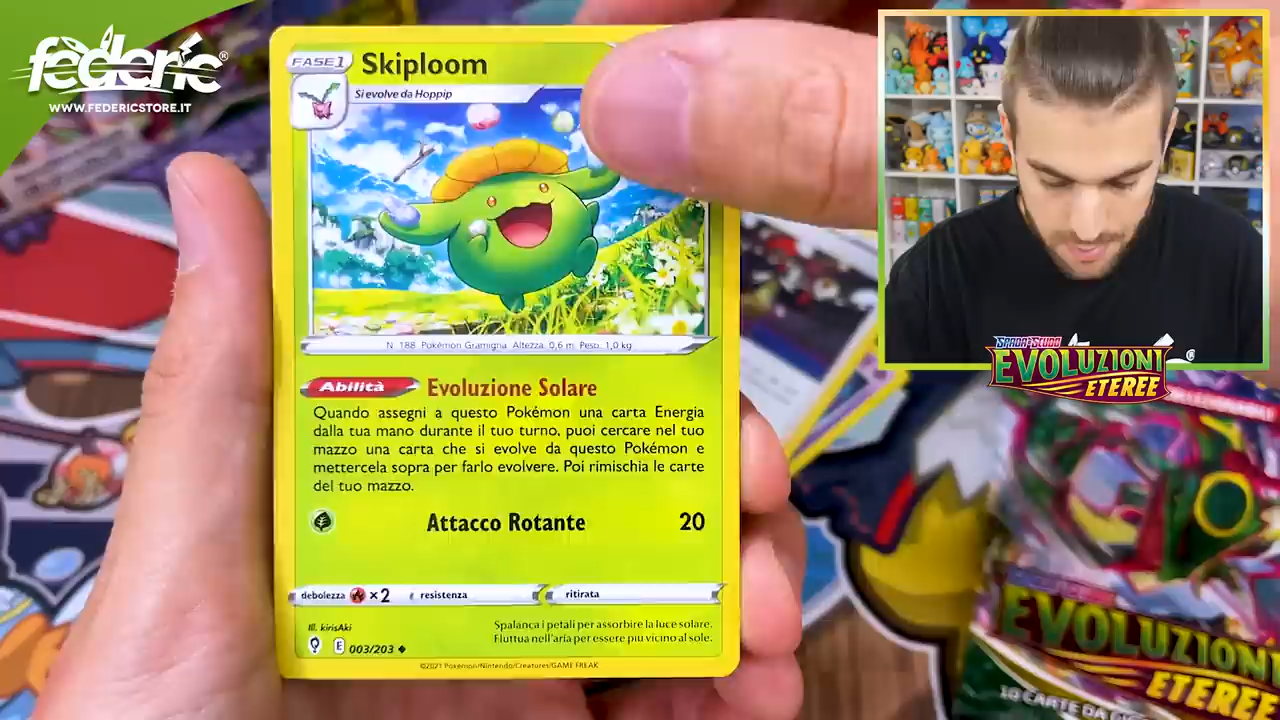 federic®
WWW.FEDERICSTORE.IT
FASE 1
Skiploom
Si evolve da Hoppip
N. 188 Pokémon Gramigna Altezza: 0,6 m Peso: 1,0 kg
Abilità Evoluzione Solare
Quando assegni a questo Pokémon una carta Energia
dalla tua mano durante il tuo turno, puoi cercare nel tuo
mazzo una carta che si evolve da questo Pokémon e
mettercela sopra per farlo evolvere. Poi rimischia le carte
del tuo mazzo.
Attacco Rotante 20
debolezza ×2 resistenza ritirata
Ill. kirisAki
Spalanca i petali per assorbire la luce solare.
Fluttua nell'aria per essere più vicino al sole.
E 003/203
©2021 Pokémon/Nintendo/Creatures/GAME FREAK
SPADA E SCUDO
EVOLUZIONI
ETEREE
®
EVOLUZIONI
ETEREE
10 CARTE DA